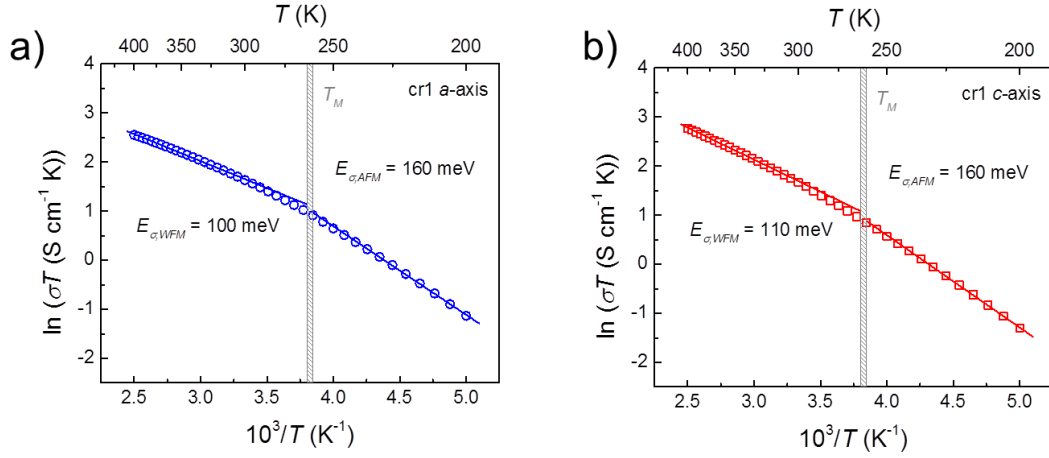 a)
T (K)
400 350 300 250 200
cr1 a-axis
T_M
E_σ,AFM = 160 meV
E_σ,WFM = 100 meV
ln (σT (S cm⁻¹ K))
4
3
2
1
0
-1
-2
2.5 3.0 3.5 4.0 4.5 5.0
10³/T (K⁻¹)
b)
T (K)
400 350 300 250 200
cr1 c-axis
T_M
E_σ,AFM = 160 meV
E_σ,WFM = 110 meV
ln (σT (S cm⁻¹ K))
4
3
2
1
0
-1
-2
2.5 3.0 3.5 4.0 4.5 5.0
10³/T (K⁻¹)